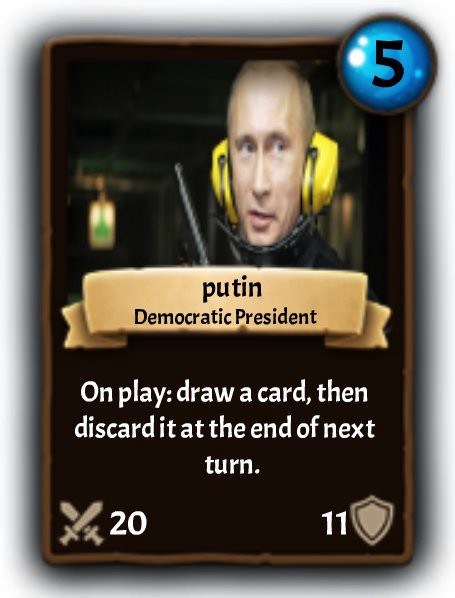 5
putin
Democratic President
On play: draw a card, then
discard it at the end of next
turn.
20 11